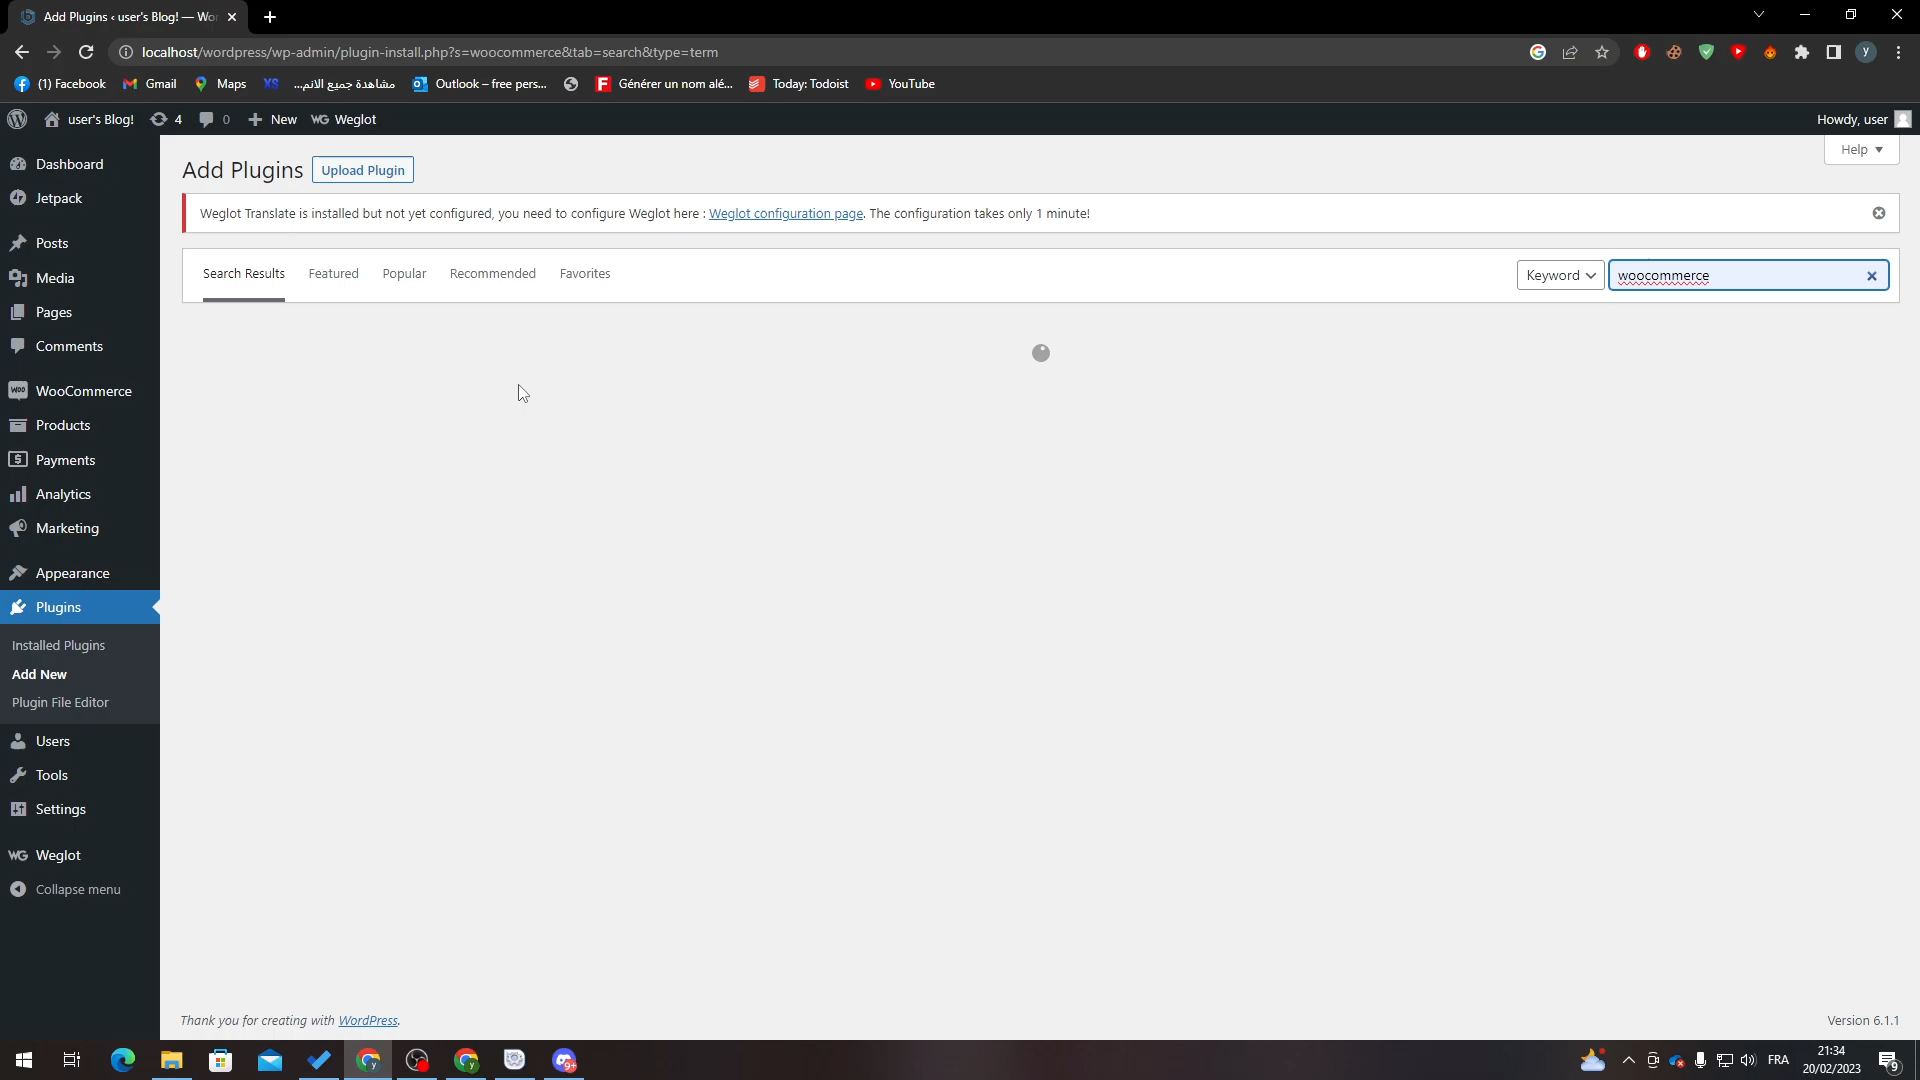 Add Plugins ‹ user's Blog! — Wor
localhost/wordpress/wp-admin/plugin-install.php?s=woocommerce&tab=search&type=term
y
(1) Facebook
Gmail
Maps
XS
مشاهدة جميع الانم...
Outlook – free pers...
F
Générer un nom alé...
Today: Todoist
YouTube
user's Blog!
4
0
New
WG Weglot
Howdy, user
Dashboard
Jetpack
Posts
Media
Pages
Comments
WooCommerce
Products
Payments
Analytics
Marketing
Appearance
Plugins
Installed Plugins
Add New
Plugin File Editor
Users
Tools
Settings
WG Weglot
Collapse menu
Add Plugins
Upload Plugin
Help
Weglot Translate is installed but not yet configured, you need to configure Weglot here : Weglot configuration page. The configuration takes only 1 minute!
Search Results
Featured
Popular
Recommended
Favorites
Keyword
woocommerce
Thank you for creating with WordPress.
Version 6.1.1
9+
FRA
21:34
20/02/2023
9